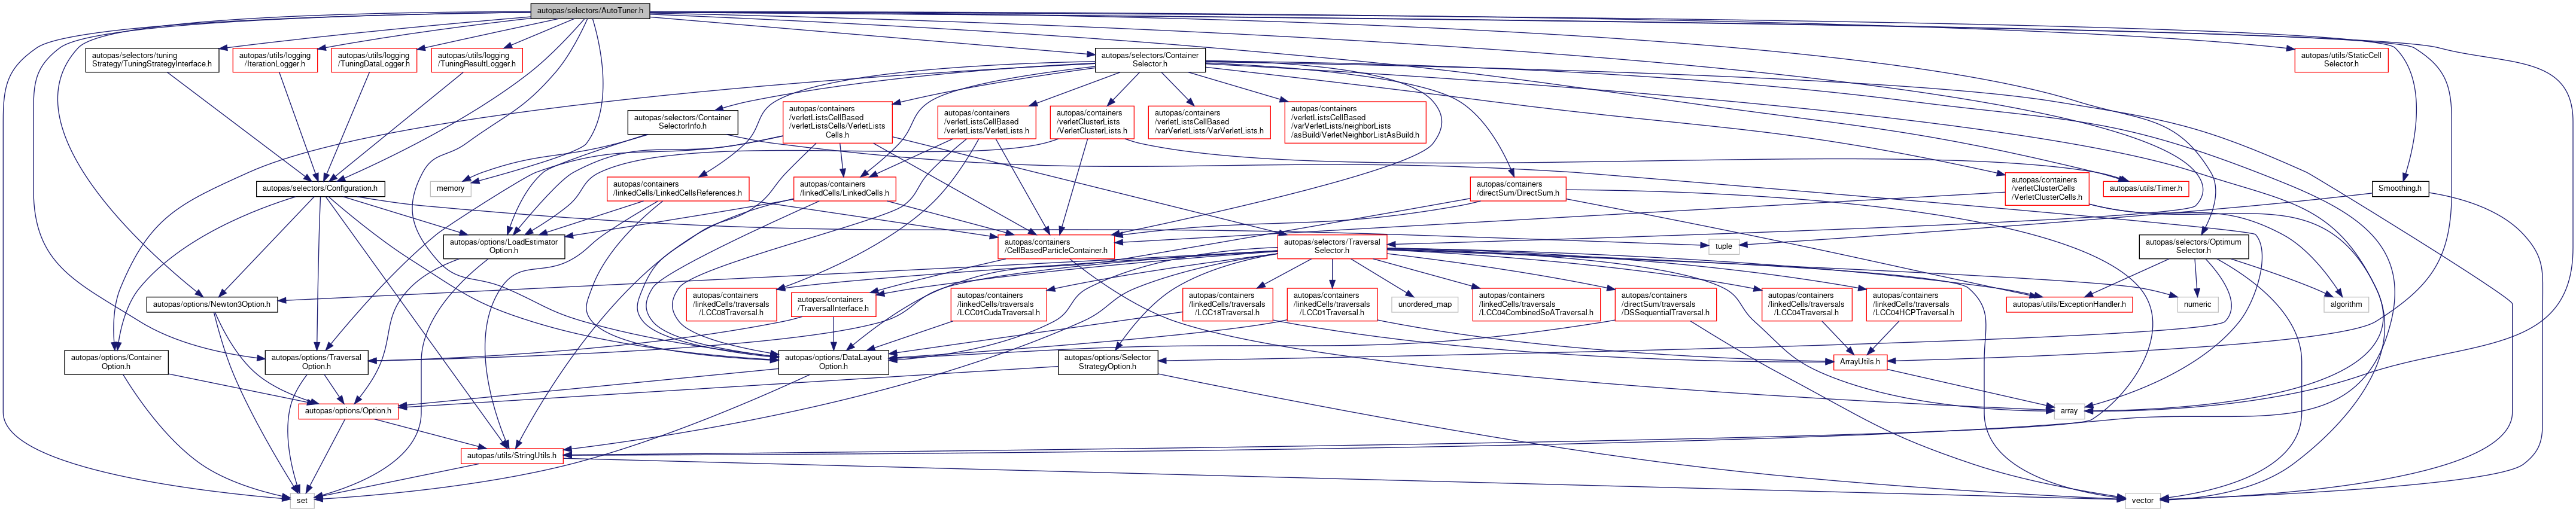 autopas/selectors/AutoTuner.h
autopas/selectors/tuning
Strategy/TuningStrategyInterface.h
autopas/utils/logging
/IterationLogger.h
autopas/utils/logging
/TuningDataLogger.h
autopas/utils/logging
/TuningResultLogger.h
autopas/selectors/Container
Selector.h
autopas/utils/StaticCell
Selector.h
autopas/selectors/Container
SelectorInfo.h
autopas/containers
/verletListsCellBased
/verletListsCells/VerletLists
Cells.h
autopas/containers
/verletListsCellBased
/verletLists/VerletLists.h
autopas/containers
/verletClusterLists
/VerletClusterLists.h
autopas/containers
/verletListsCellBased
/varVerletLists/VarVerletLists.h
autopas/containers
/verletListsCellBased
/varVerletLists/neighborLists
/asBuild/VerletNeighborListAsBuild.h
autopas/selectors/Configuration.h
memory
autopas/containers
/linkedCells/LinkedCellsReferences.h
autopas/containers
/linkedCells/LinkedCells.h
autopas/containers
/directSum/DirectSum.h
autopas/containers
/verletClusterCells
/VerletClusterCells.h
autopas/utils/Timer.h
Smoothing.h
autopas/options/LoadEstimator
Option.h
autopas/containers
/CellBasedParticleContainer.h
tuple
autopas/selectors/Traversal
Selector.h
autopas/selectors/Optimum
Selector.h
autopas/options/Newton3Option.h
autopas/containers
/linkedCells/traversals
/LCC08Traversal.h
autopas/containers
/TraversalInterface.h
autopas/containers
/linkedCells/traversals
/LCC01CudaTraversal.h
autopas/containers
/linkedCells/traversals
/LCC18Traversal.h
autopas/containers
/linkedCells/traversals
/LCC01Traversal.h
unordered_map
autopas/containers
/linkedCells/traversals
/LCC04CombinedSoATraversal.h
autopas/containers
/directSum/traversals
/DSSequentialTraversal.h
autopas/containers
/linkedCells/traversals
/LCC04Traversal.h
autopas/containers
/linkedCells/traversals
/LCC04HCPTraversal.h
autopas/utils/ExceptionHandler.h
numeric
algorithm
autopas/options/Container
Option.h
autopas/options/Traversal
Option.h
autopas/options/DataLayout
Option.h
autopas/options/Selector
StrategyOption.h
ArrayUtils.h
autopas/options/Option.h
array
autopas/utils/StringUtils.h
set
vector